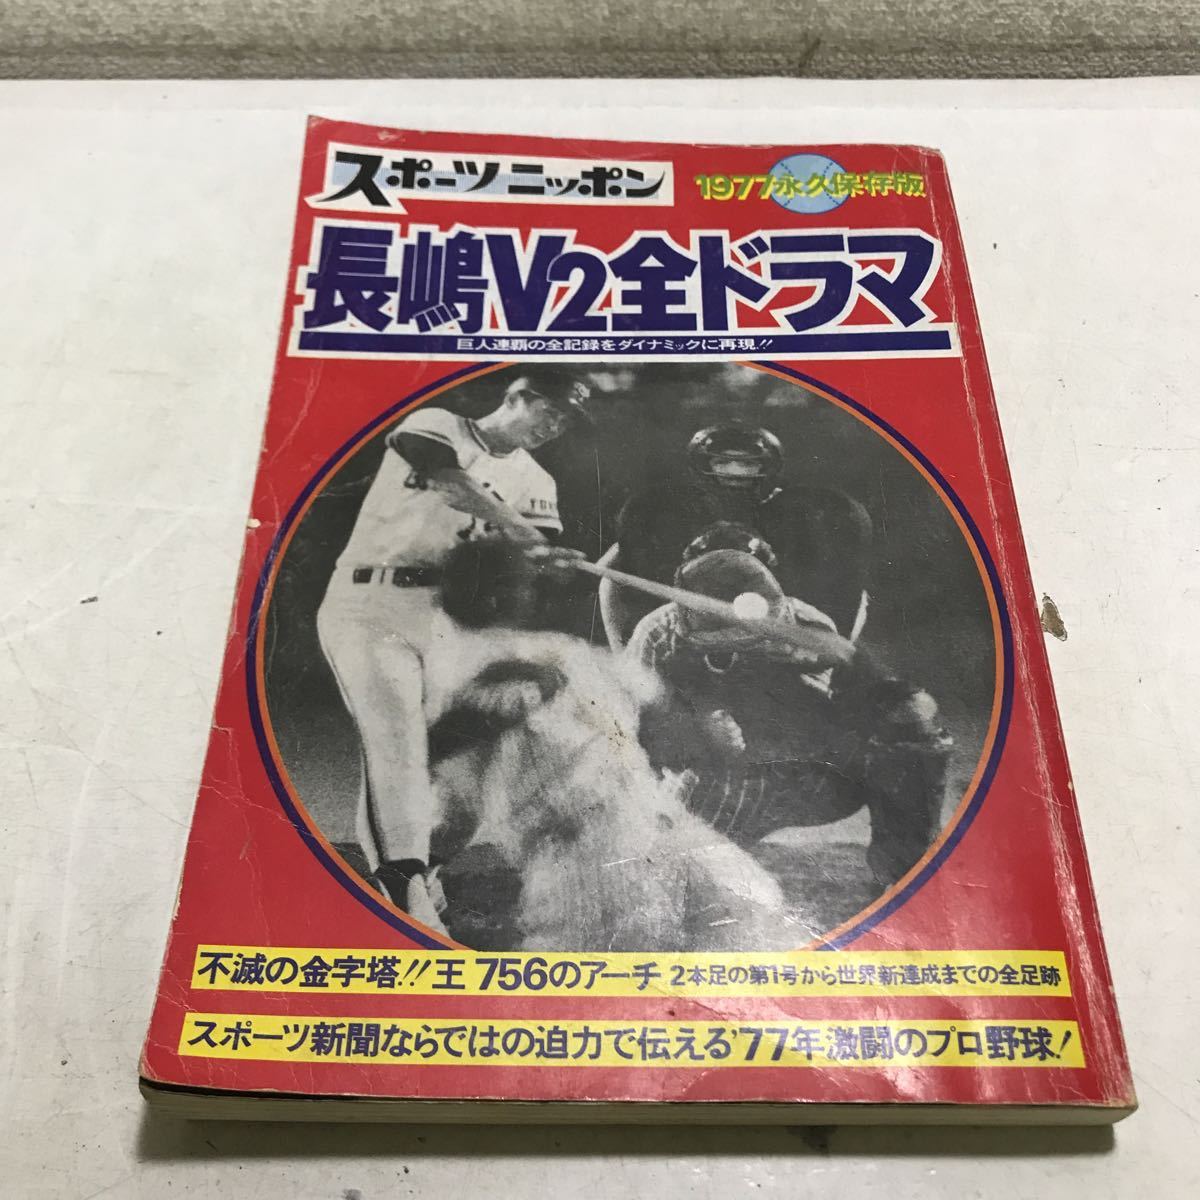 スポーツニッポン
1977永久保存版
長嶋V2全ドラマ
巨人連覇の全記録をダイナミックに再現!!
不滅の金字塔!!王756のアーチ 2本足の第1号から世界新達成までの全足跡
スポーツ新聞ならではの迫力で伝える'77年激闘のプロ野球!